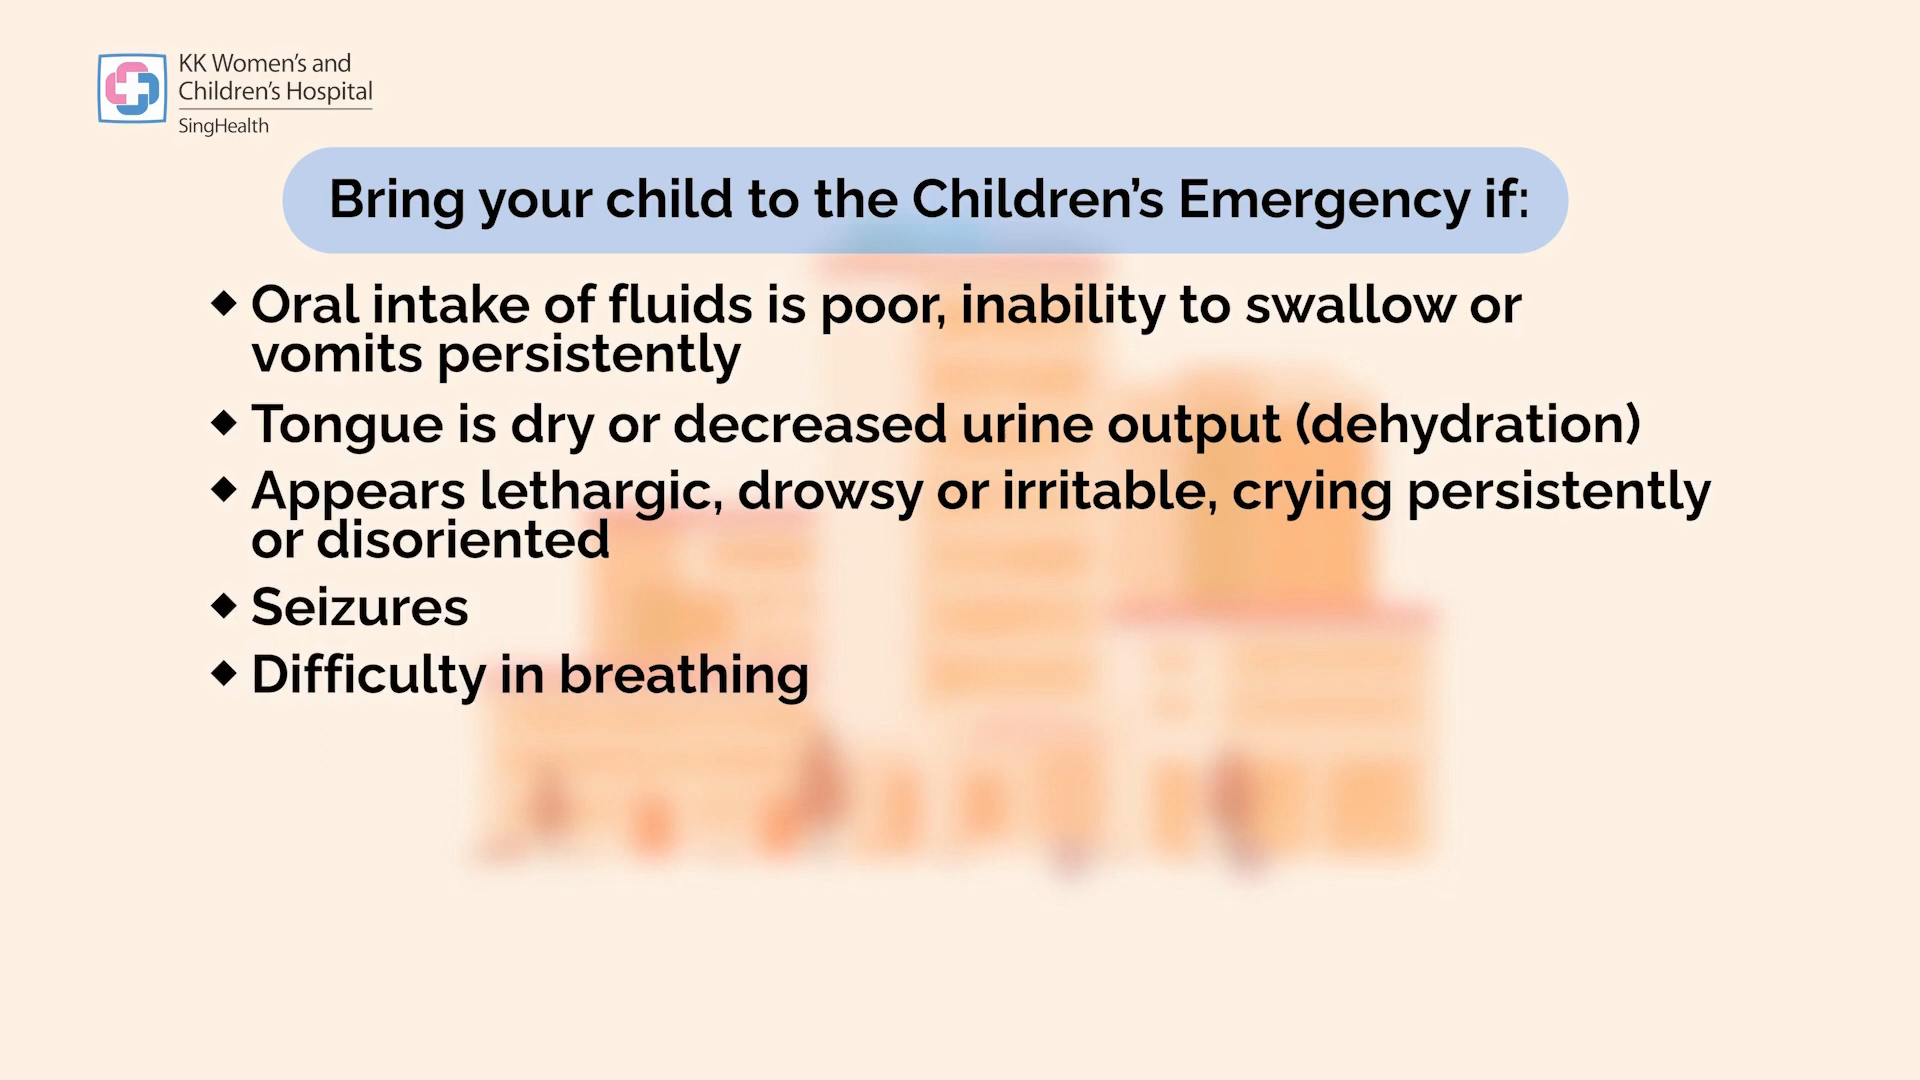 KK Women's and
Children's Hospital
SingHealth
Bring your child to the Children's Emergency if:
◆ Oral intake of fluids is poor, inability to swallow or
vomits persistently
◆ Tongue is dry or decreased urine output (dehydration)
◆ Appears lethargic, drowsy or irritable, crying persistently
or disoriented
◆ Seizures
◆ Difficulty in breathing